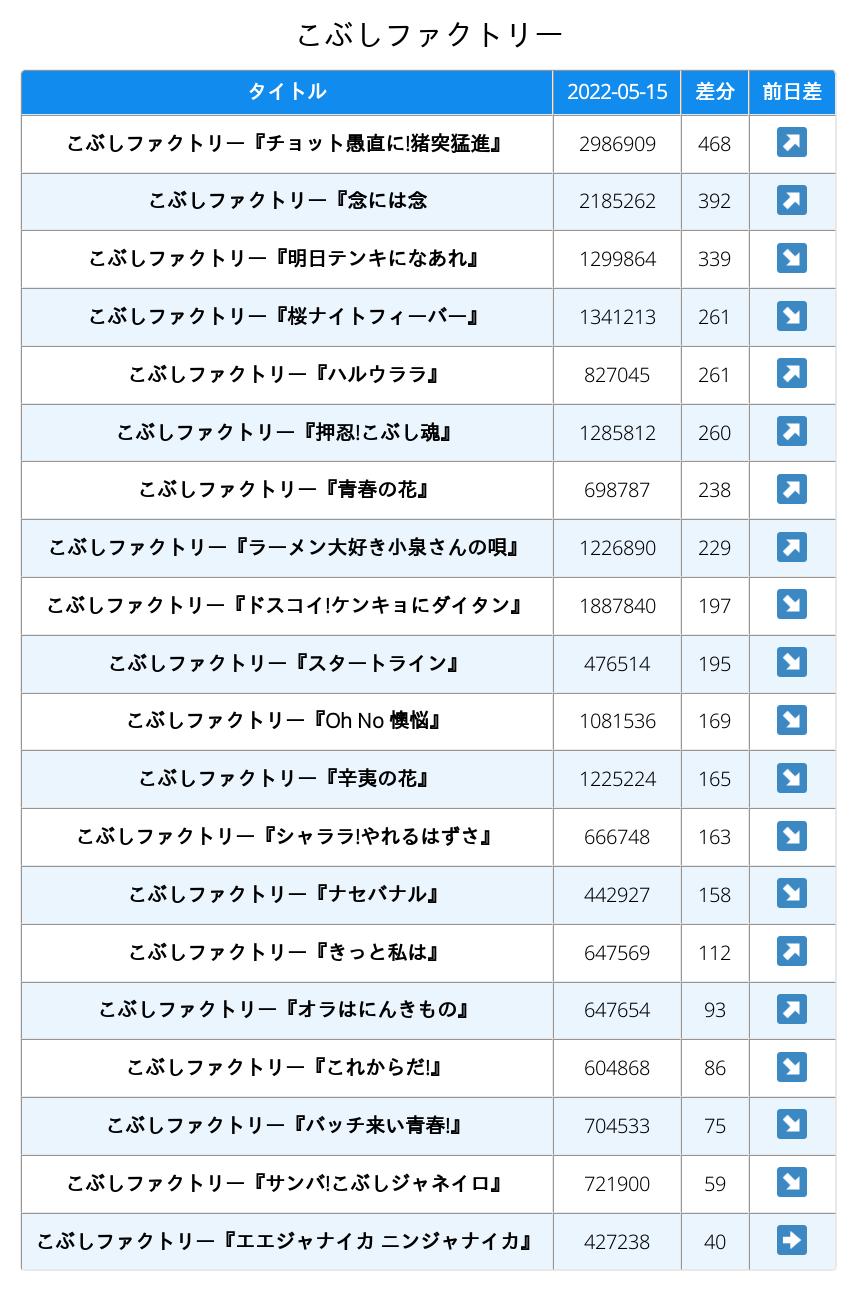 こぶしファクトリー
タイトル 2022-05-15 差分 前日差
こぶしファクトリー『チョット愚直に!猪突猛進』 2986909 468
こぶしファクトリー『念には念 2185262 392
こぶしファクトリー『明日テンキになあれ』 1299864 339
こぶしファクトリー『桜ナイトフィーバー』 1341213 261
こぶしファクトリー『ハルウララ』 827045 261
こぶしファクトリー『押忍!こぶし魂』 1285812 260
こぶしファクトリー『青春の花』 698787 238
こぶしファクトリー『ラーメン大好き小泉さんの唄』 1226890 229
こぶしファクトリー『ドスコイ!ケンキョにダイタン』 1887840 197
こぶしファクトリー『スタートライン』 476514 195
こぶしファクトリー『Oh No 懊悩』 1081536 169
こぶしファクトリー『辛夷の花』 1225224 165
こぶしファクトリー『シャララ!やれるはずさ』 666748 163
こぶしファクトリー『ナセバナル』 442927 158
こぶしファクトリー『きっと私は』 647569 112
こぶしファクトリー『オラはにんきもの』 647654 93
こぶしファクトリー『これからだ!』 604868 86
こぶしファクトリー『バッチ来い青春!』 704533 75
こぶしファクトリー『サンバ!こぶしジャネイロ』 721900 59
こぶしファクトリー『エエジャナイカ ニンジャナイカ』 427238 40